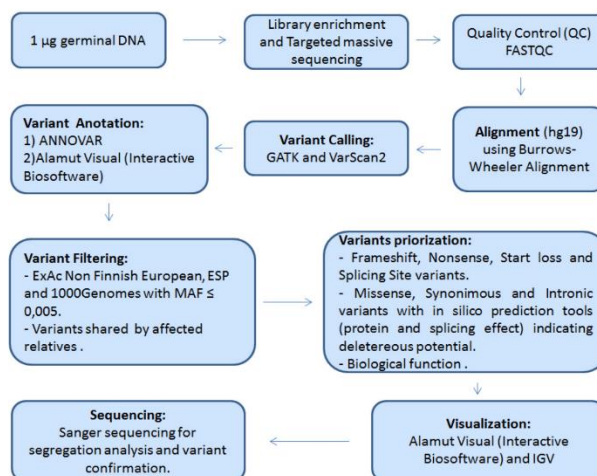 1 µg germinal DNA
Library enrichment
and Targeted massive
sequencing
Quality Control (QC)
FASTQC
Alignment (hg19)
using Burrows-
Wheeler Alignment
Variant Calling:
GATK and VarScan2
Variant Anotation:
1) ANNOVAR
2)Alamut Visual (Interactive
Biosoftware)
Variant Filtering:
- ExAc Non Finnish European, ESP
and 1000Genomes with MAF ≤
0,005.
- Variants shared by affected
relatives .
Variants priorization:
- Frameshift, Nonsense, Start loss and
Splicing Site variants.
- Missense, Synonimous and Intronic
variants with in silico prediction tools
(protein and splicing effect) indicating
deletereous potential.
- Biological function .
Visualization:
Alamut Visual (Interactive
Biosoftware) and IGV
Sequencing:
Sanger sequencing for
segregation analysis and variant
confirmation.